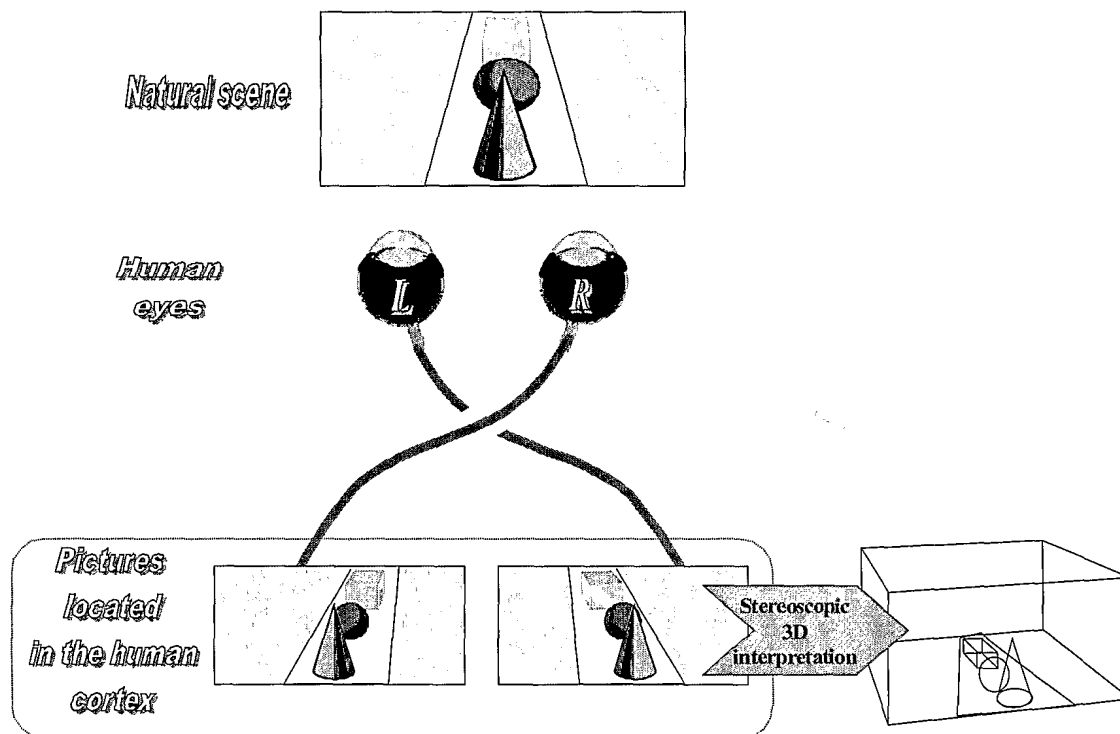 Natural scene
Human
eyes
L
R
Pictures
located
in the human
cortex
Stereoscopic
3D
interpretation